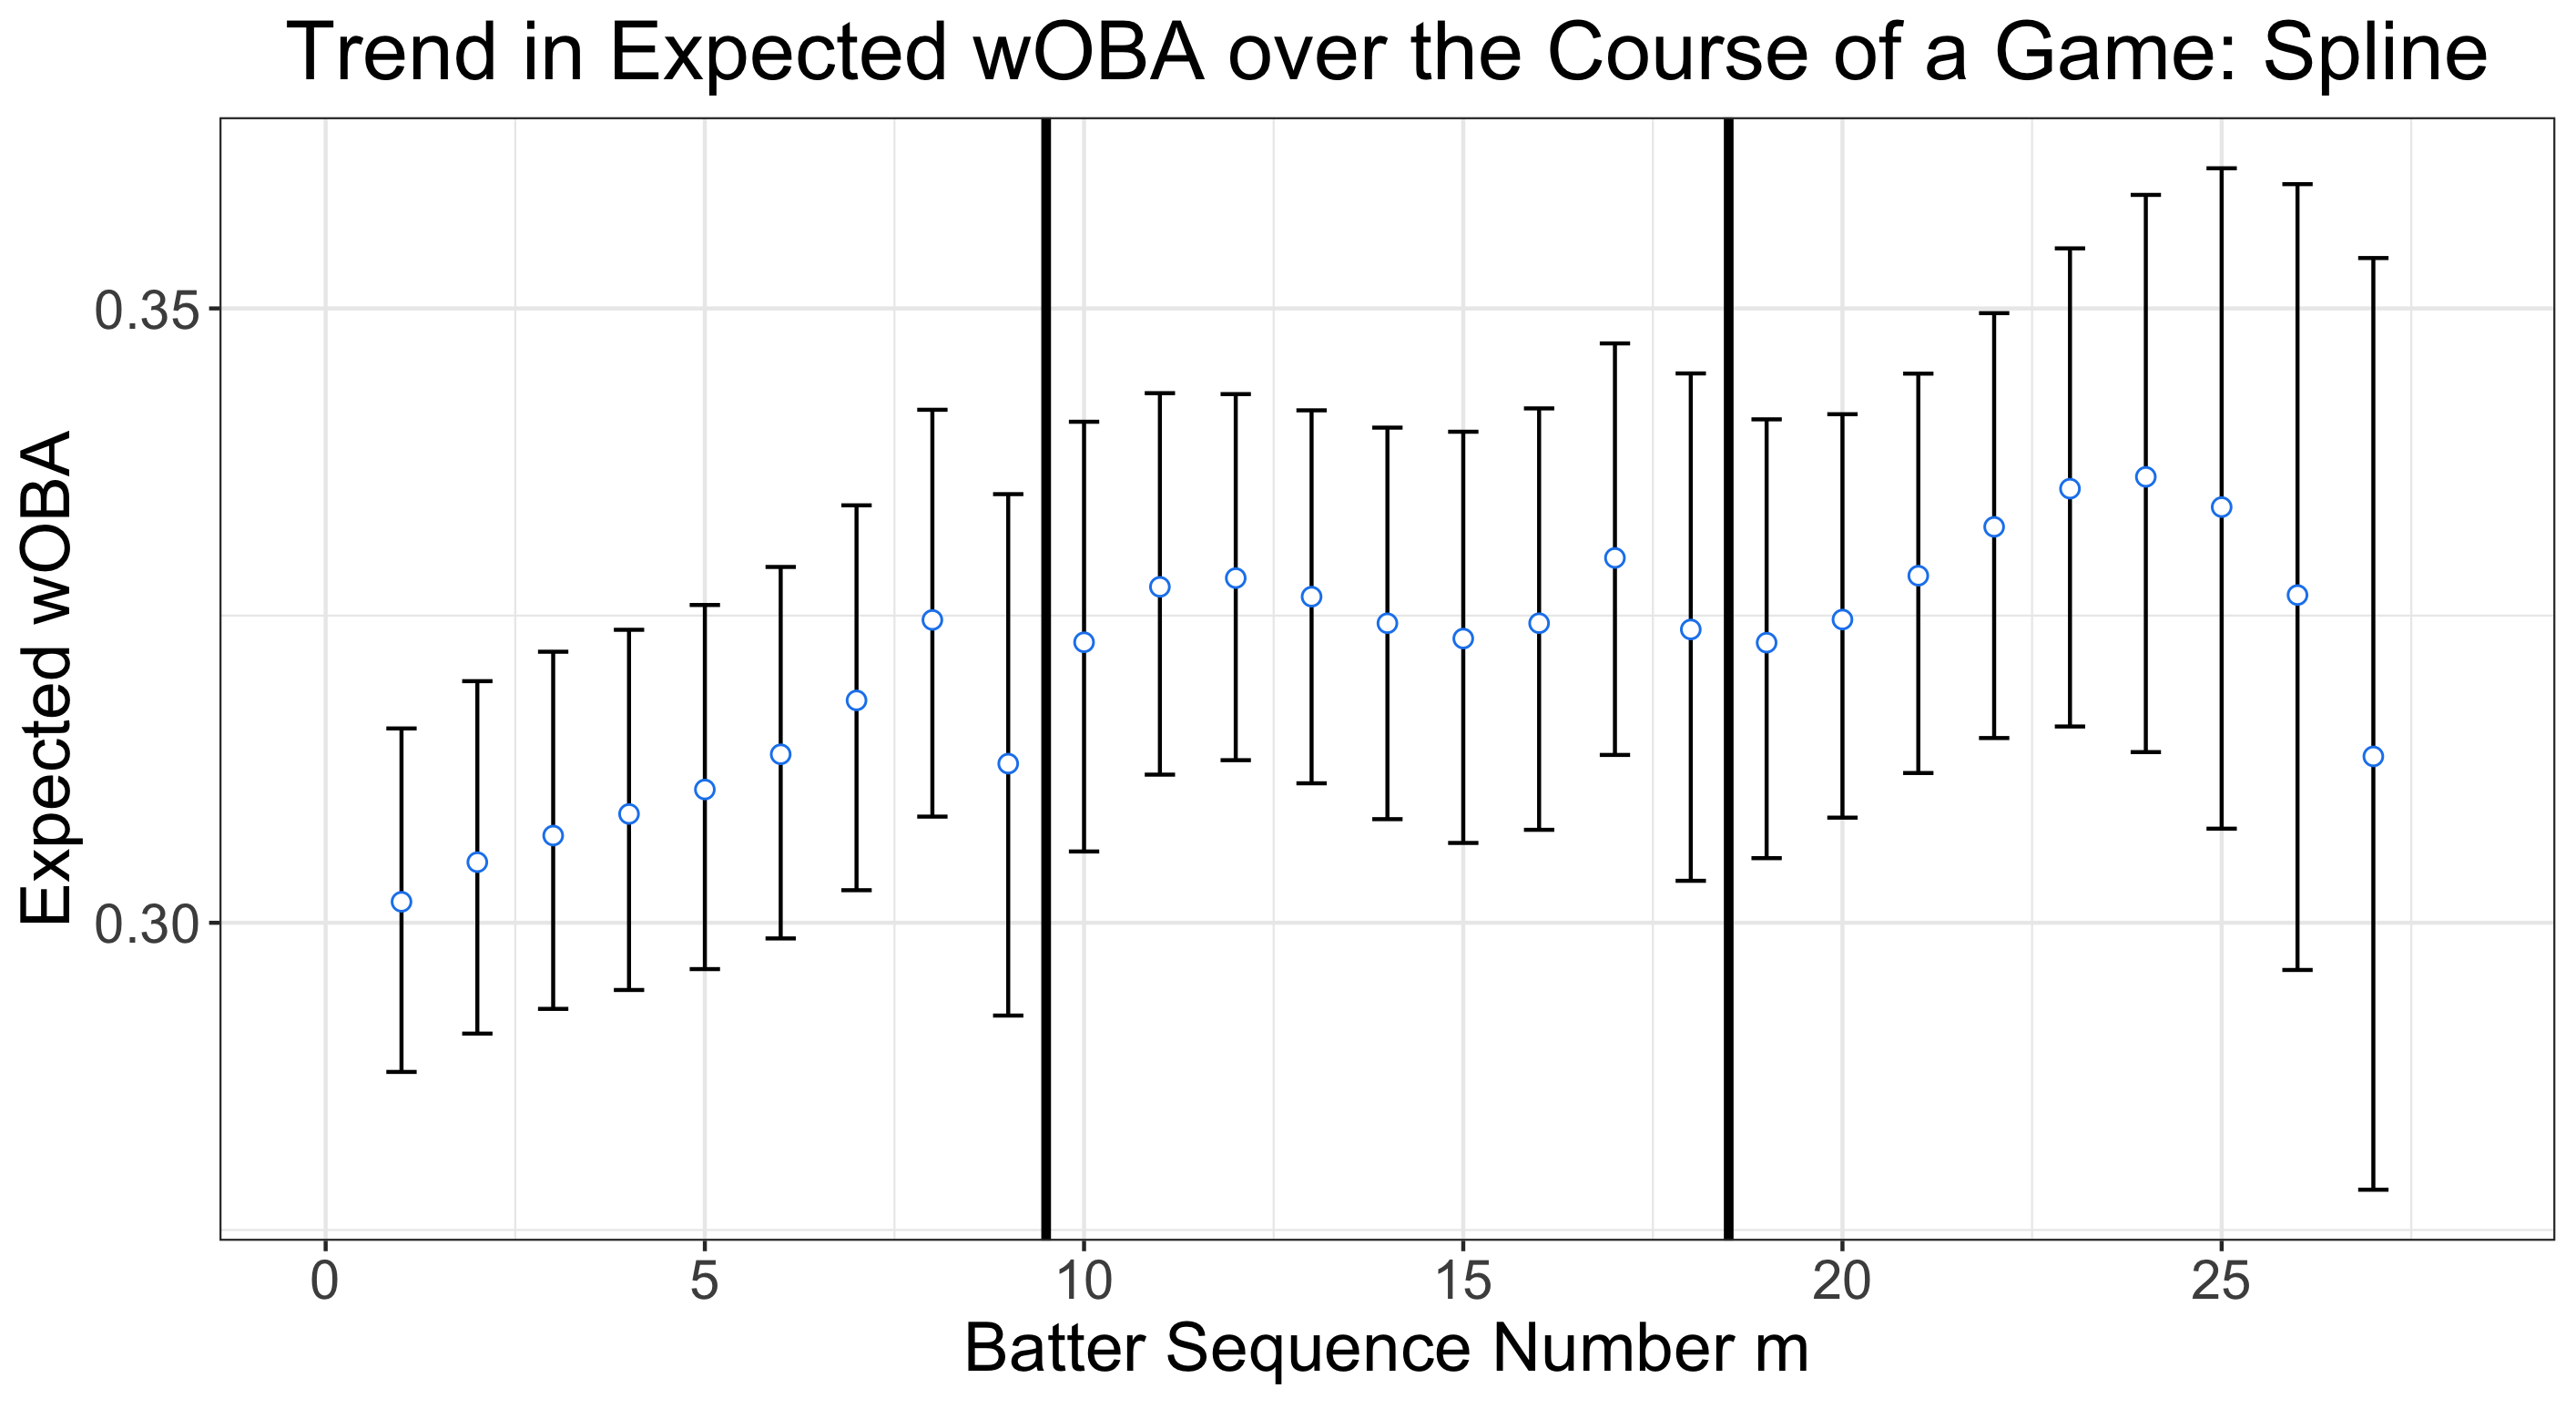 Trend in Expected wOBA over the Course of a Game: Spline
Expected wOBA
0.35
0.30
0 5 10 15 20 25
Batter Sequence Number m